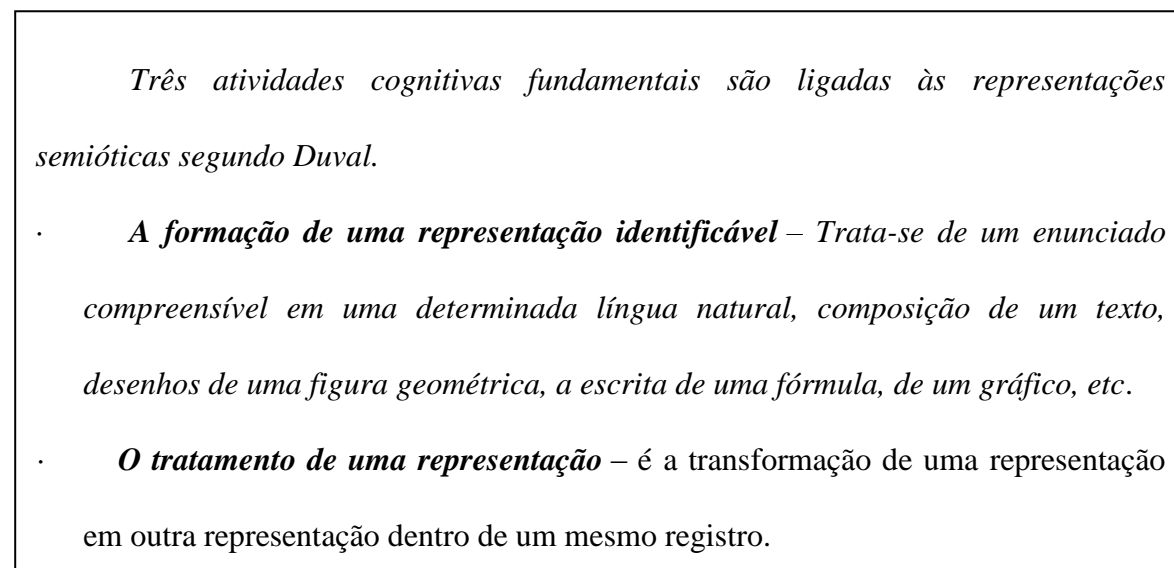 Três atividades cognitivas fundamentais são ligadas às representações
semióticas segundo Duval.
· A formação de uma representação identificável – Trata-se de um enunciado
compreensível em uma determinada língua natural, composição de um texto,
desenhos de uma figura geométrica, a escrita de uma fórmula, de um gráfico, etc.
· O tratamento de uma representação – é a transformação de uma representação
em outra representação dentro de um mesmo registro.